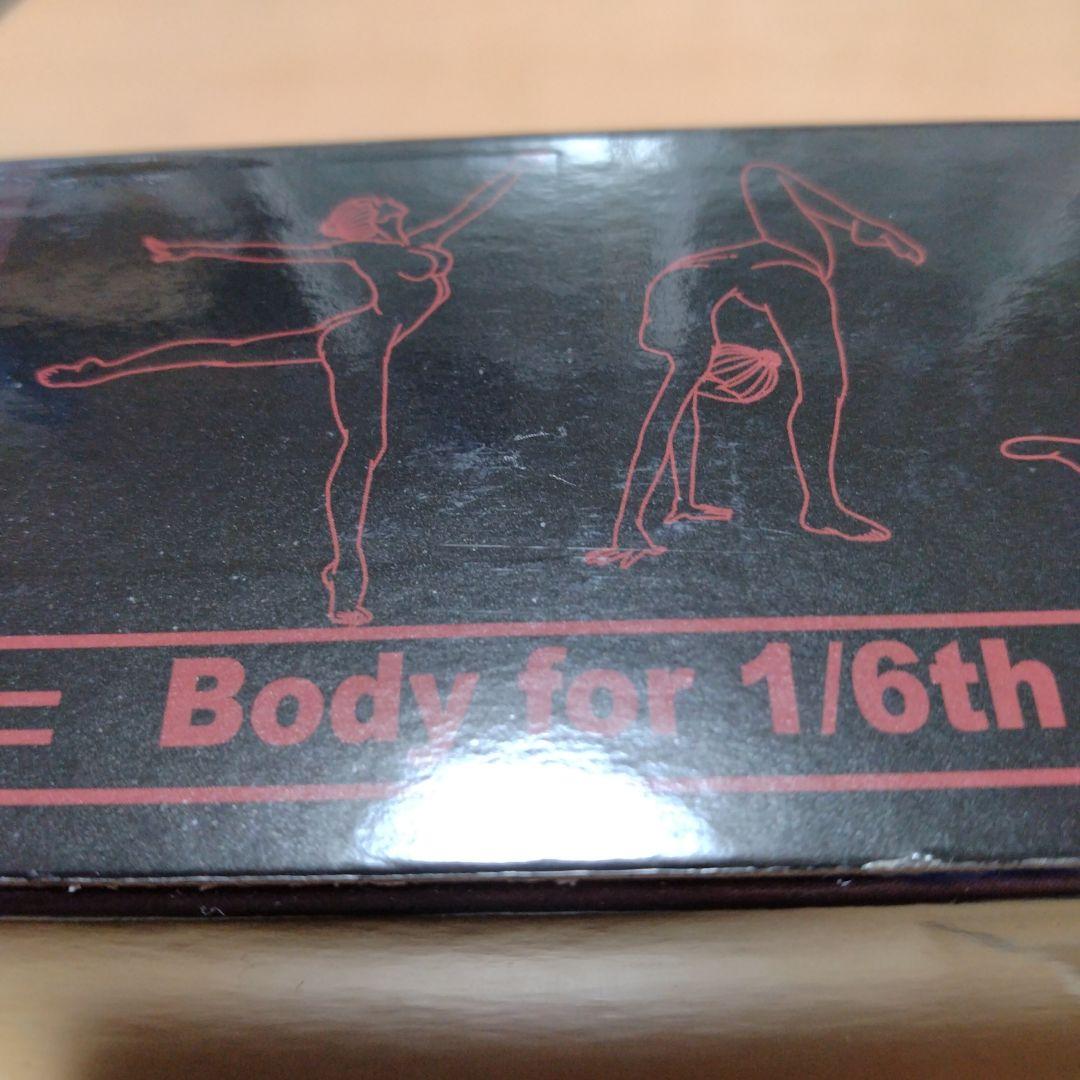 = Body for 1/6th